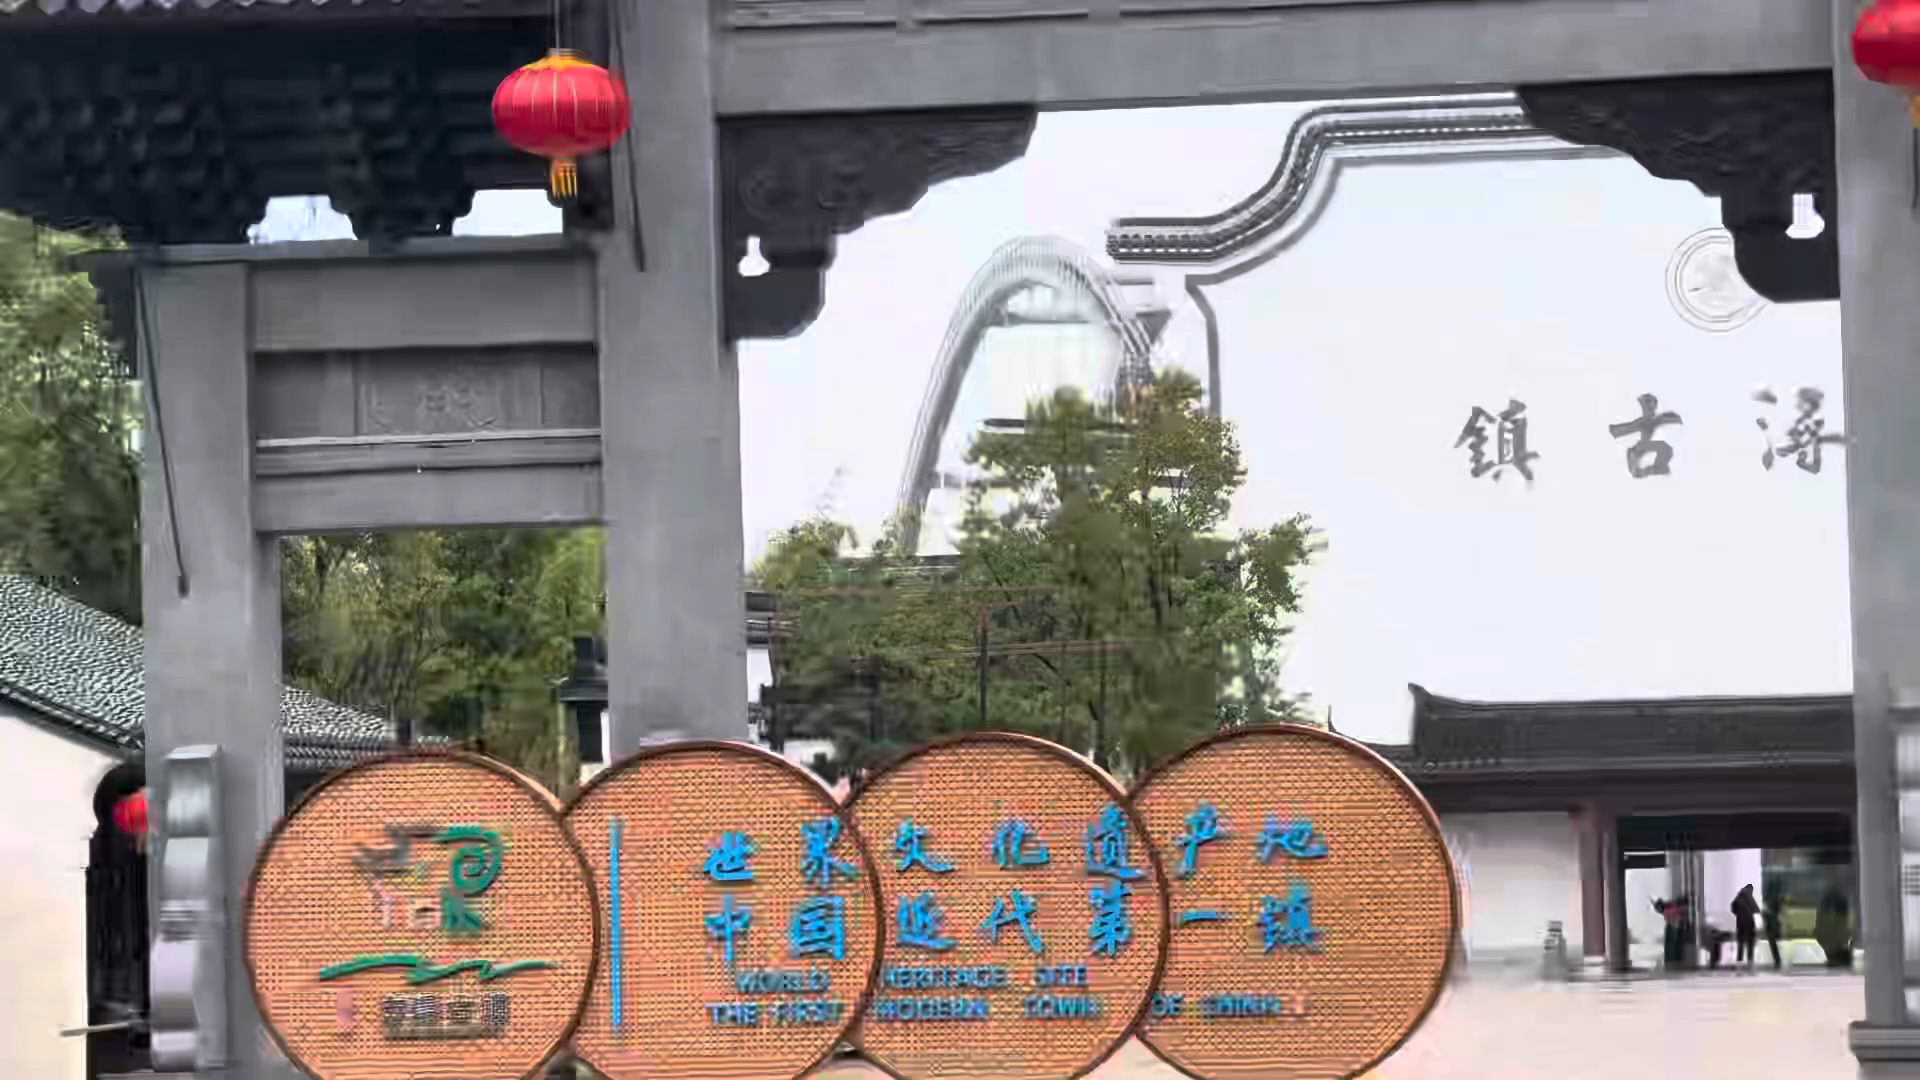 浔古鎮
世界文化遗产地
中国近代第一镇
WORLD HERITAGE SITE
THE FIRST MODERN TOWN OF CHINA